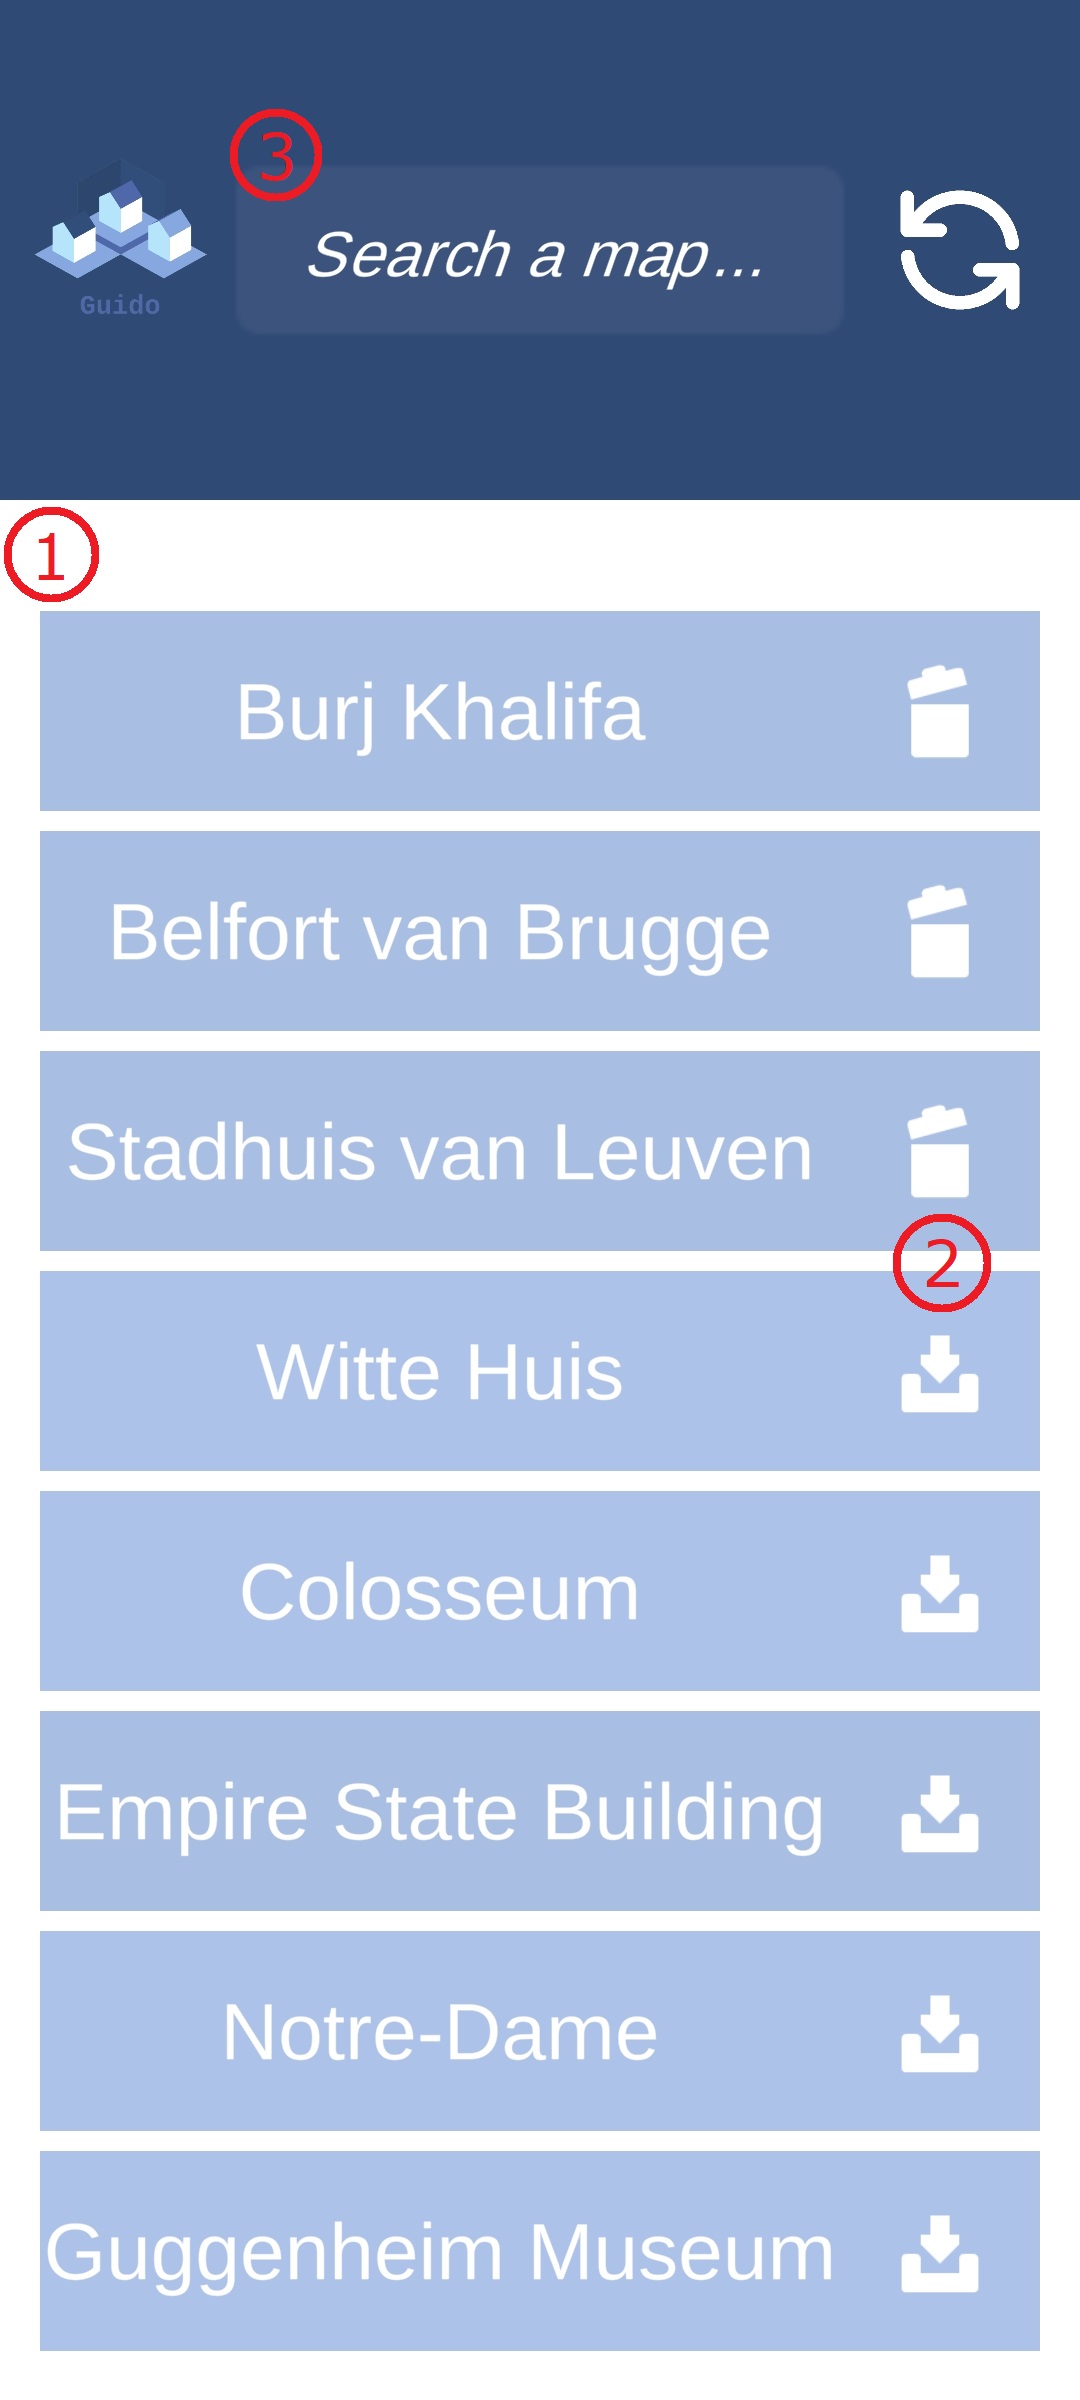 3
Guido
Search a map...
1
Burj Khalifa
Belfort van Brugge
Stadhuis van Leuven
2
Witte Huis
Colosseum
Empire State Building
Notre-Dame
Guggenheim Museum